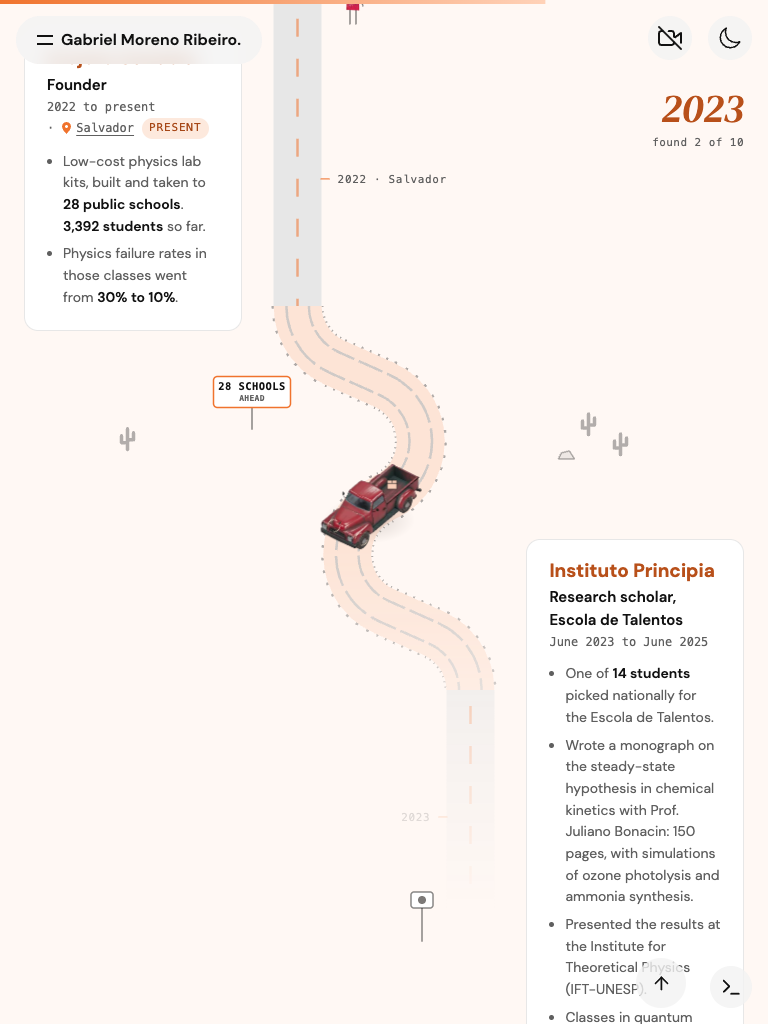 Gabriel Moreno Ribeiro.
Founder
2022 to present
· Salvador PRESENT
Low-cost physics lab
kits, built and taken to
28 public schools.
3,392 students so far.
Physics failure rates in
those classes went
from 30% to 10%.
2023
found 2 of 10
2022 · Salvador
28 SCHOOLS
AHEAD
Instituto Principia
Research scholar,
Escola de Talentos
June 2023 to June 2025
One of 14 students
picked nationally for
the Escola de Talentos.
Wrote a monograph on
the steady-state
hypothesis in chemical
kinetics with Prof.
Juliano Bonacin: 150
pages, with simulations
of ozone photolysis and
ammonia synthesis.
Presented the results at
the Institute for
Theoretical Physics
(IFT-UNESP).
Classes in quantum
2023